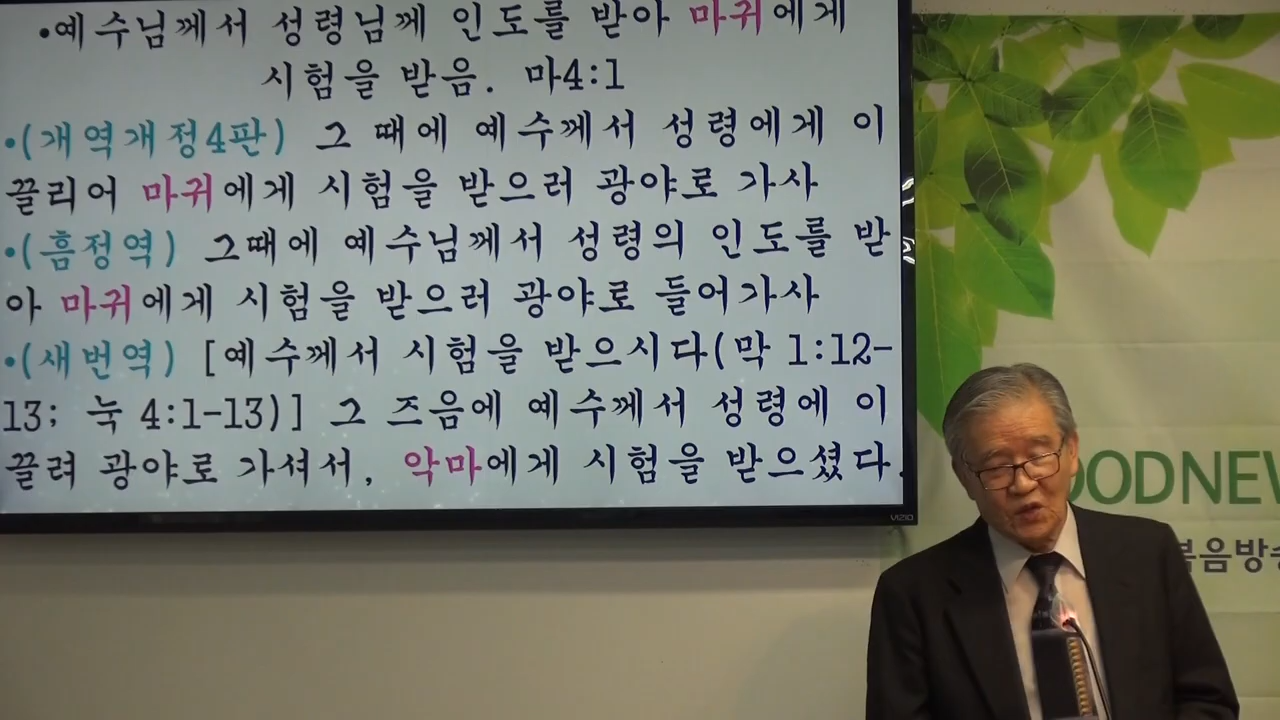 •예수님께서 성령님께 인도를 받아 마귀에게
시험을 받음. 마4:1
•(개역개정4판) 그 때에 예수께서 성령에게 이
끌리어 마귀에게 시험을 받으러 광야로 가사
•(흠정역) 그때에 예수님께서 성령의 인도를 받
아 마귀에게 시험을 받으러 광야로 들어가사
•(새번역) [예수께서 시험을 받으시다(막 1:12-
13; 눅 4:1-13)] 그 즈음에 예수께서 성령에 이
끌려 광야로 가셔서, 악마에게 시험을 받으셨다.
VIZIO
OODNEW
복음방송